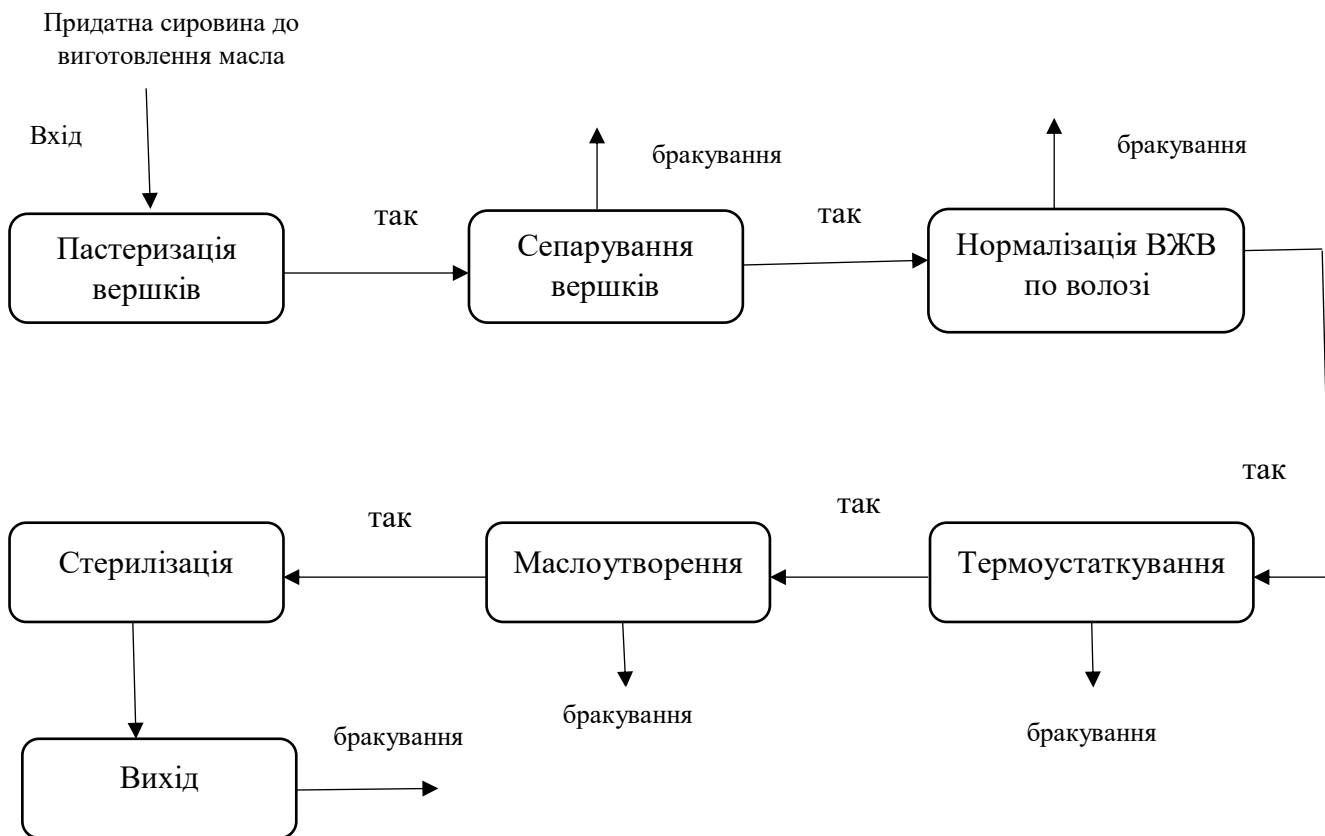 Придатна сировина до
виготовлення масла
Вхід
бракування
бракування
так
так
Пастеризація
вершків
Сепарування
вершків
Нормалізація ВЖВ
по волозі
так
так
так
Стерилізація
Маслоутворення
Термоустаткування
бракування
бракування
бракування
Вихід